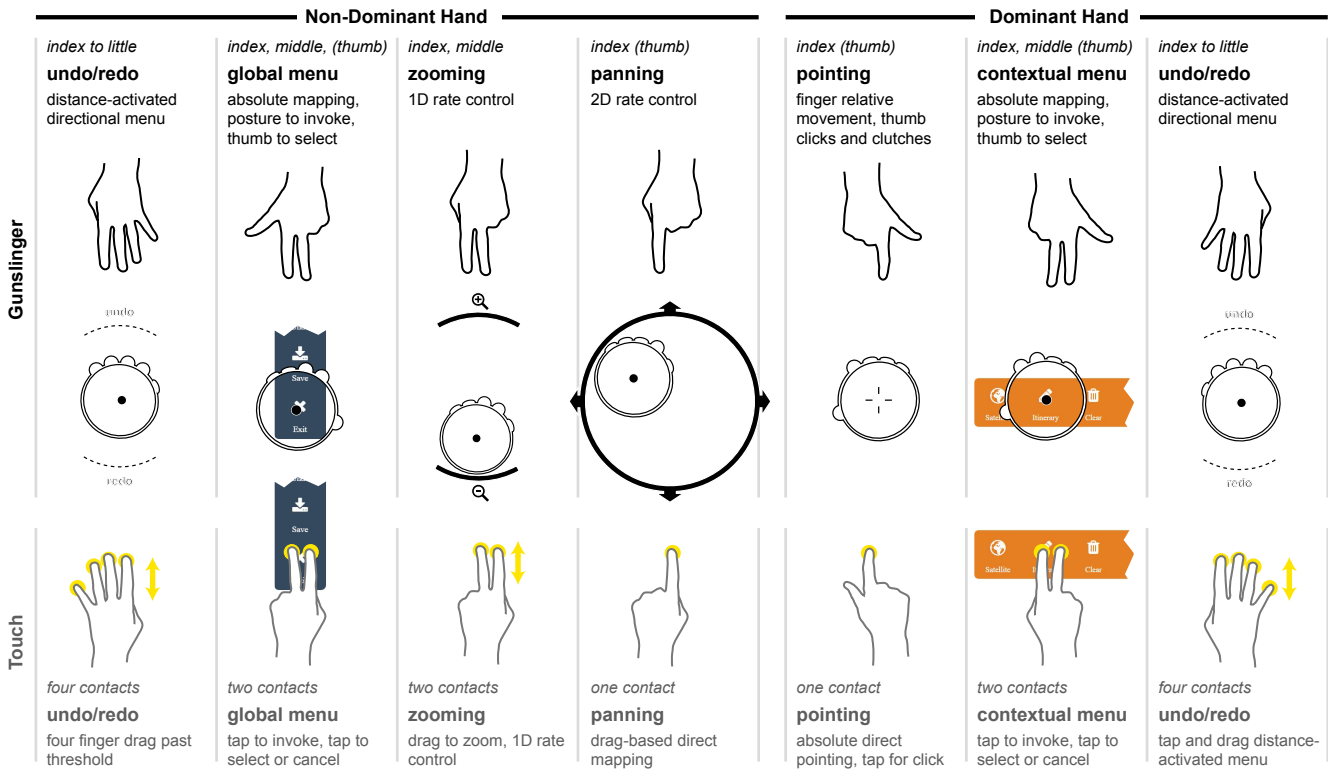 Non-Dominant Hand
Dominant Hand
Gunslinger
index to little
undo/redo
distance-activated
directional menu
undo
redo
index, middle, (thumb)
global menu
absolute mapping,
posture to invoke,
thumb to select
Save
Exit
index, middle
zooming
1D rate control
index (thumb)
panning
2D rate control
index (thumb)
pointing
finger relative
movement, thumb
clicks and clutches
index, middle (thumb)
contextual menu
absolute mapping,
posture to invoke,
thumb to select
Itinerary
Clear
index to little
undo/redo
distance-activated
directional menu
undo
redo
Touch
four contacts
undo/redo
four finger drag past
threshold
Save
two contacts
global menu
tap to invoke, tap to
select or cancel
two contacts
zooming
drag to zoom, 1D rate
control
one contact
panning
drag-based direct
mapping
one contact
pointing
absolute direct
pointing, tap for click
Satellite
Clear
two contacts
contextual menu
tap to invoke, tap to
select or cancel
four contacts
undo/redo
tap and drag distance-
activated menu